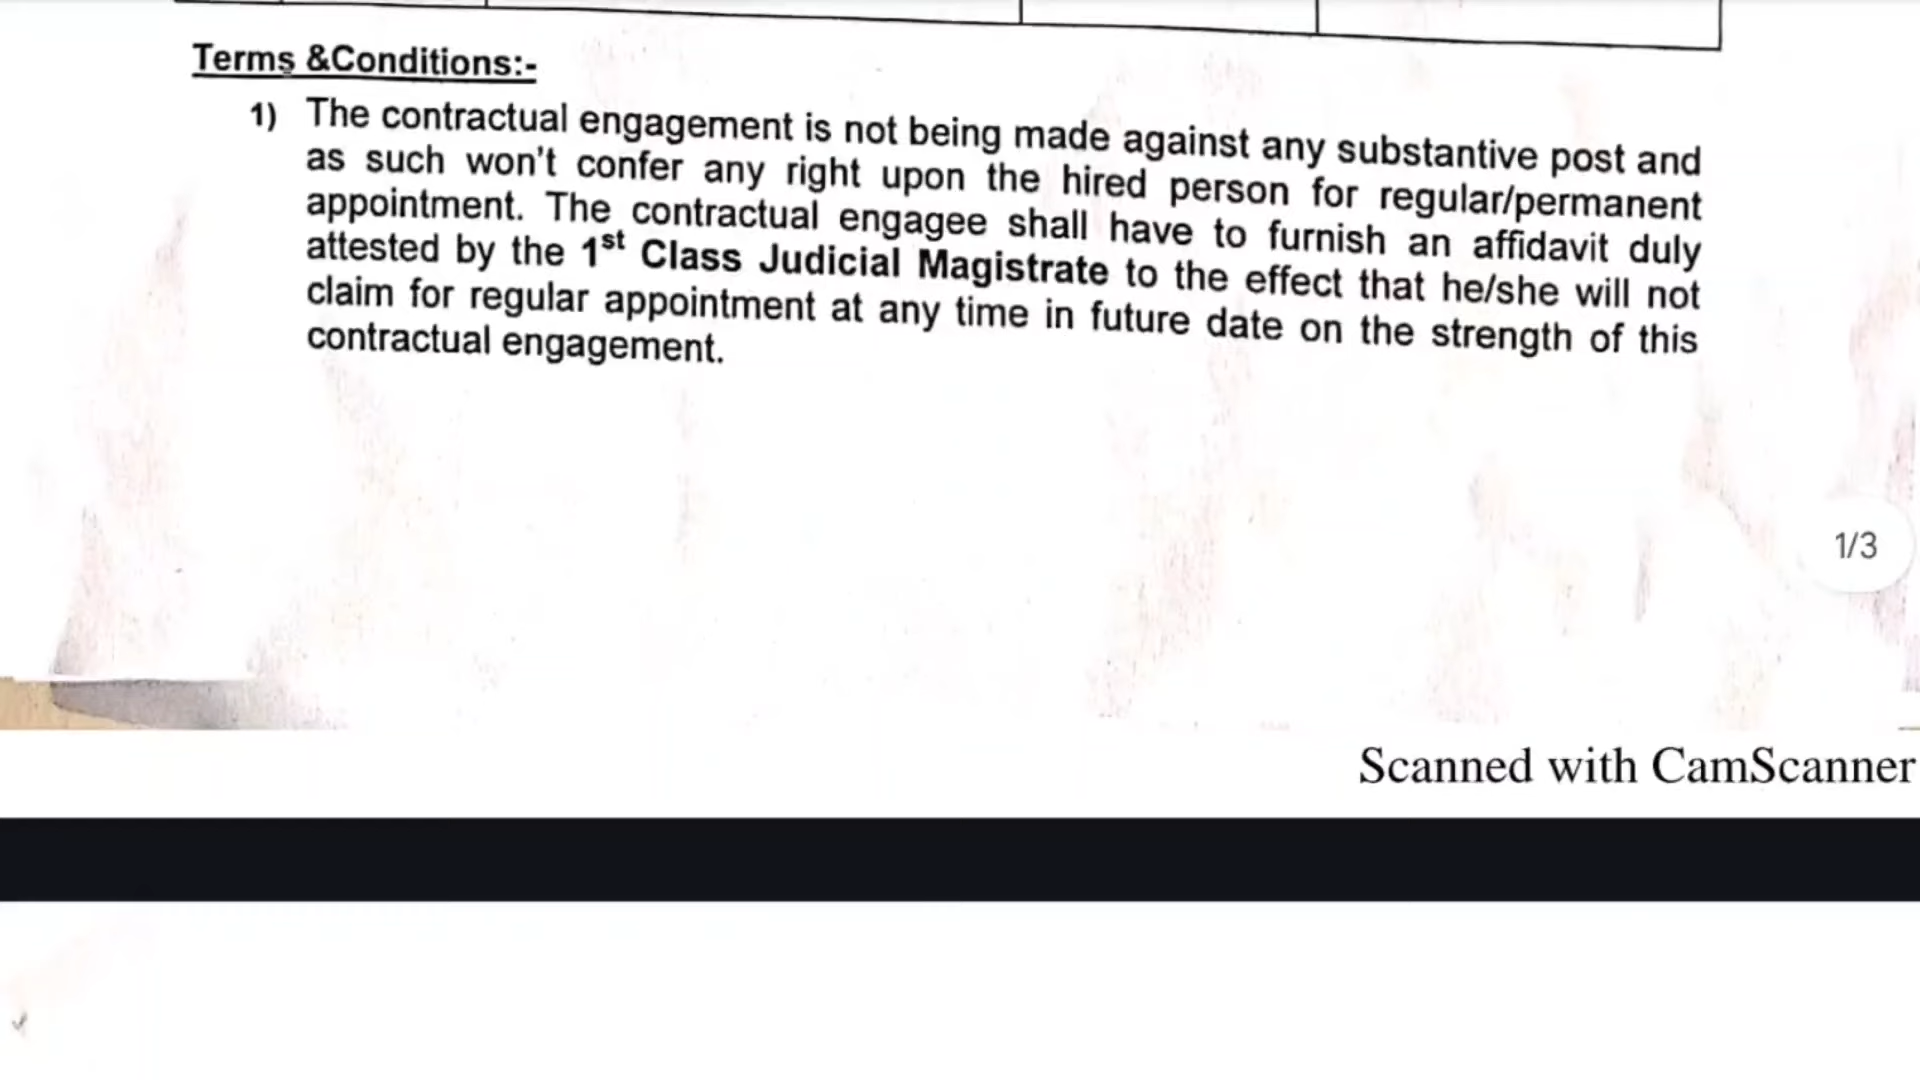 Terms &Conditions:-
1) The contractual engagement is not being made against any substantive post and
as such won't confer any right upon the hired person for regular/permanent
appointment. The contractual engagee shall have to furnish an affidavit duly
attested by the 1st Class Judicial Magistrate to the effect that he/she will not
claim for regular appointment at any time in future date on the strength of this
contractual engagement.
1/3
Scanned with CamScanner